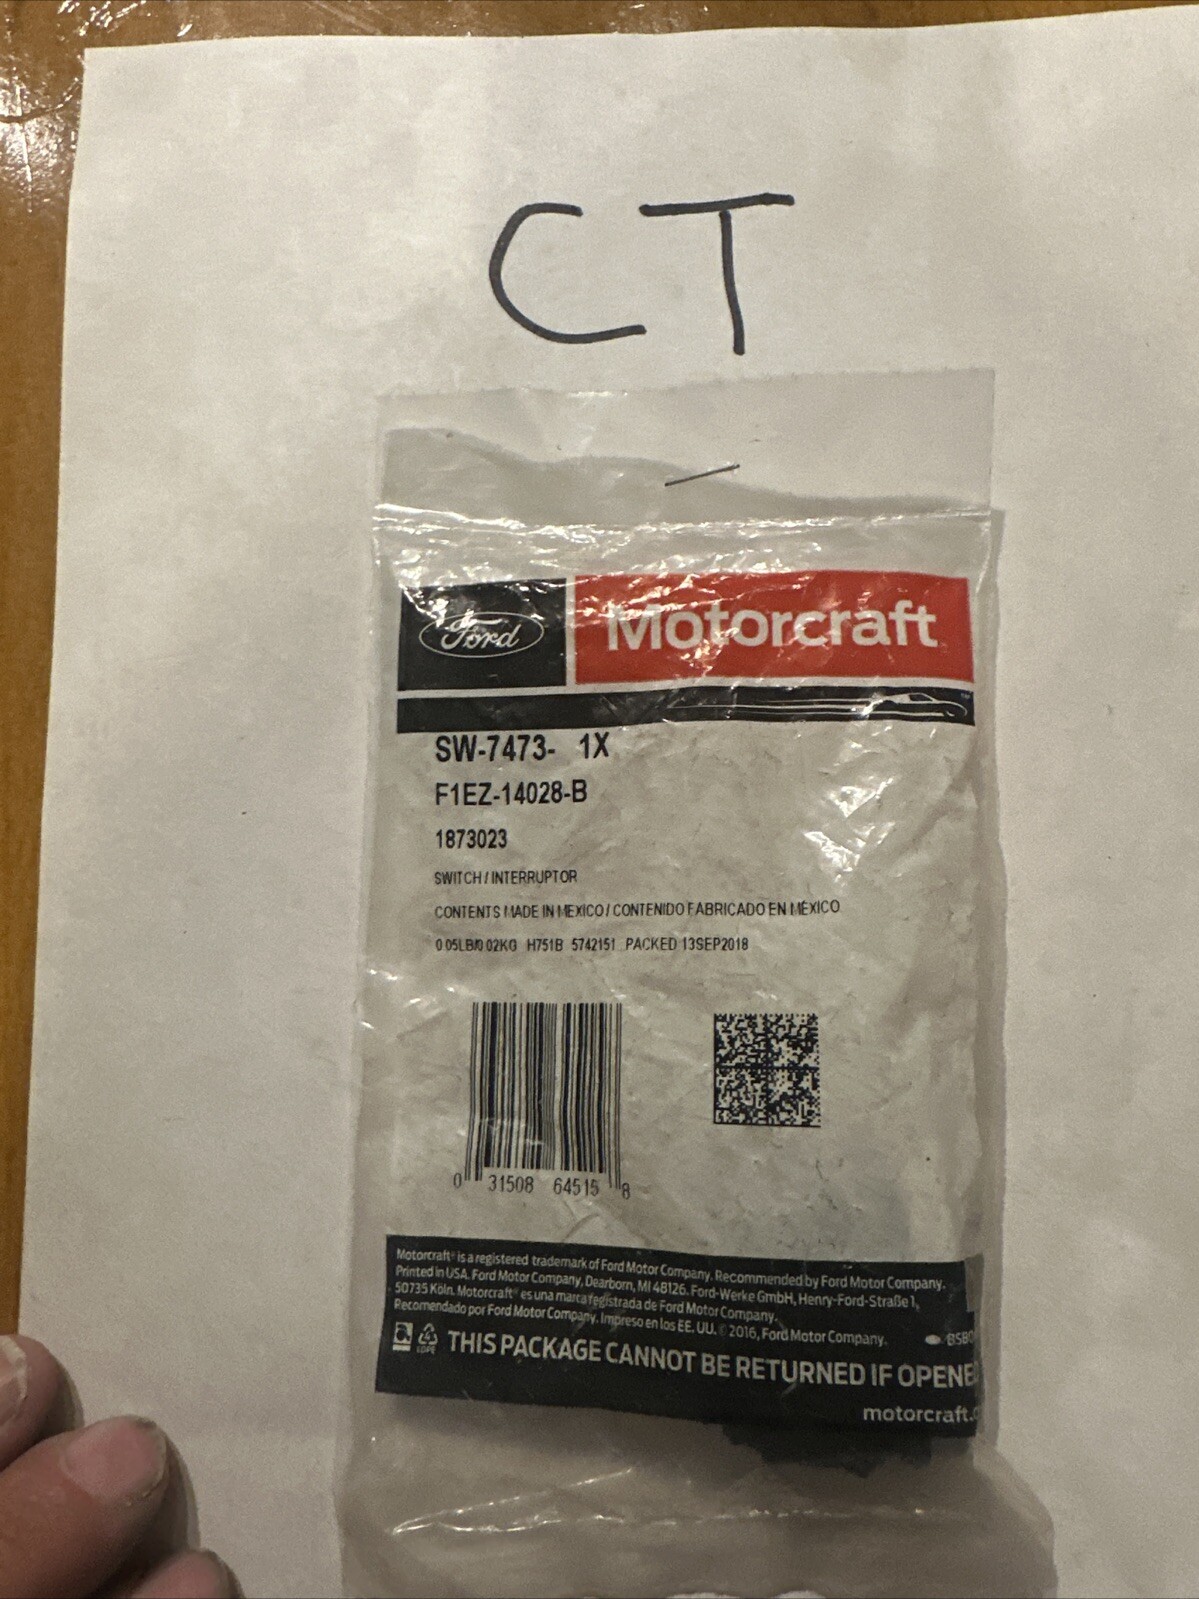 CT
Ford Motorcraft
SW-7473- 1X
F1EZ-14028-B
1873023
SWITCH / INTERRUPTOR
CONTENTS MADE IN MEXICO / CONTENIDO FABRICADO EN MÉXICO
0.05LB/0.02KG H751B 5742151 PACKED 13SEP2018
0 31508 64515 8
Motorcraft® is a registered trademark of Ford Motor Company. Recommended by Ford Motor Company.
Printed in USA. Ford Motor Company, Dearborn, MI 48126. Ford-Werke GmbH, Henry-Ford-Straße 1,
50735 Köln. Motorcraft® es una marca registrada de Ford Motor Company.
Recomendado por Ford Motor Company. Impreso en los EE. UU. © 2016, Ford Motor Company.
4
LDPE
THIS PACKAGE CANNOT BE RETURNED IF OPENED
motorcraft.c